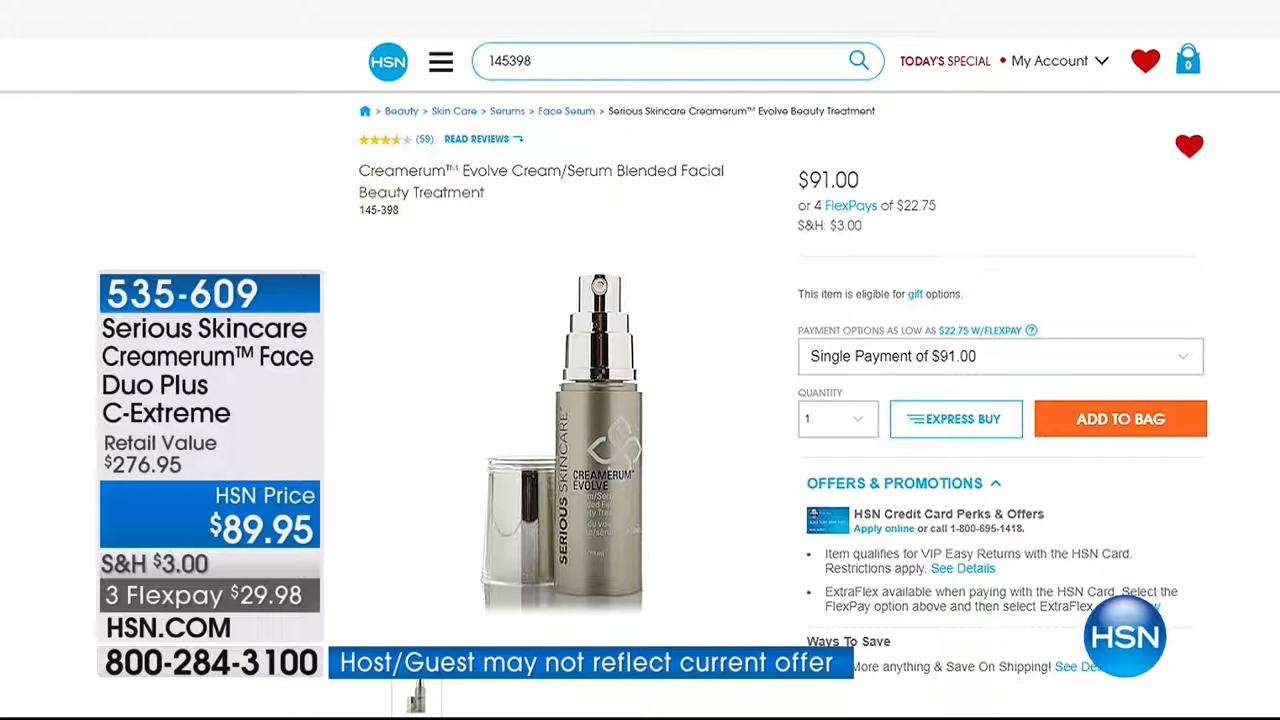 HSN
145398
TODAY'S SPECIAL • My Account
0
> Beauty > Skin Care > Serums > Face Serum > Serious Skincare Creamerum™ Evolve Beauty Treatment
(59) READ REVIEWS
Creamerum™ Evolve Cream/Serum Blended Facial
Beauty Treatment
145-398
$91.00
or 4 FlexPays of $22.75
S&H: $3.00
This item is eligible for gift options.
PAYMENT OPTIONS AS LOW AS $22.75 W/FLEXPAY ?
Single Payment of $91.00
QUANTITY
1
EXPRESS BUY
ADD TO BAG
OFFERS & PROMOTIONS
HSN Credit Card Perks & Offers
Apply online or call 1-800-695-1418.
• Item qualifies for VIP Easy Returns with the HSN Card.
Restrictions apply. See Details
• ExtraFlex available when paying with the HSN Card. Select the
FlexPay option above and then select ExtraFlex.
Ways To Save
More anything & Save On Shipping! See
SERIOUS SKINCARE
CREAMERUM™
EVOLVE
535-609
Serious Skincare
Creamerum™ Face
Duo Plus
C-Extreme
Retail Value
$276.95
HSN Price
$89.95
S&H $3.00
3 Flexpay $29.98
HSN.COM
800-284-3100
Host/Guest may not reflect current offer
HSN